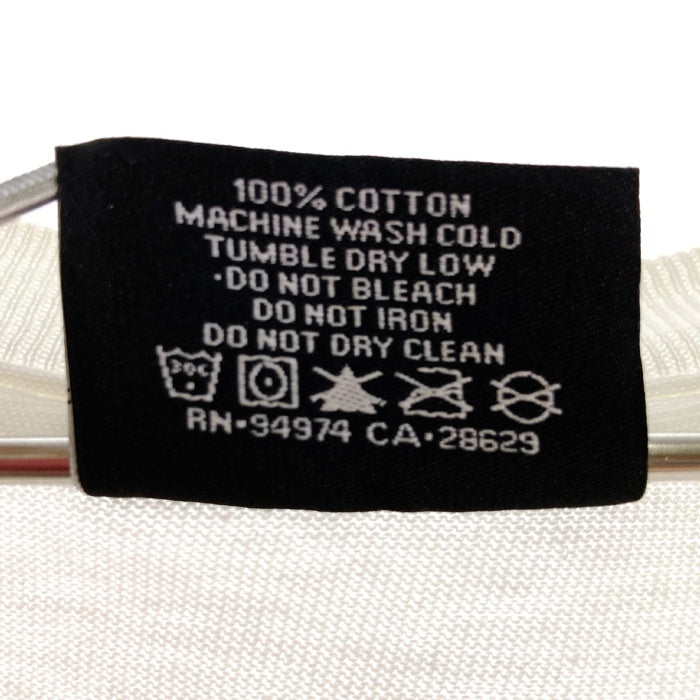 100% COTTON
MACHINE WASH COLD
TUMBLE DRY LOW
·DO NOT BLEACH
DO NOT IRON
DO NOT DRY CLEAN
30C
RN·94974 CA·28629